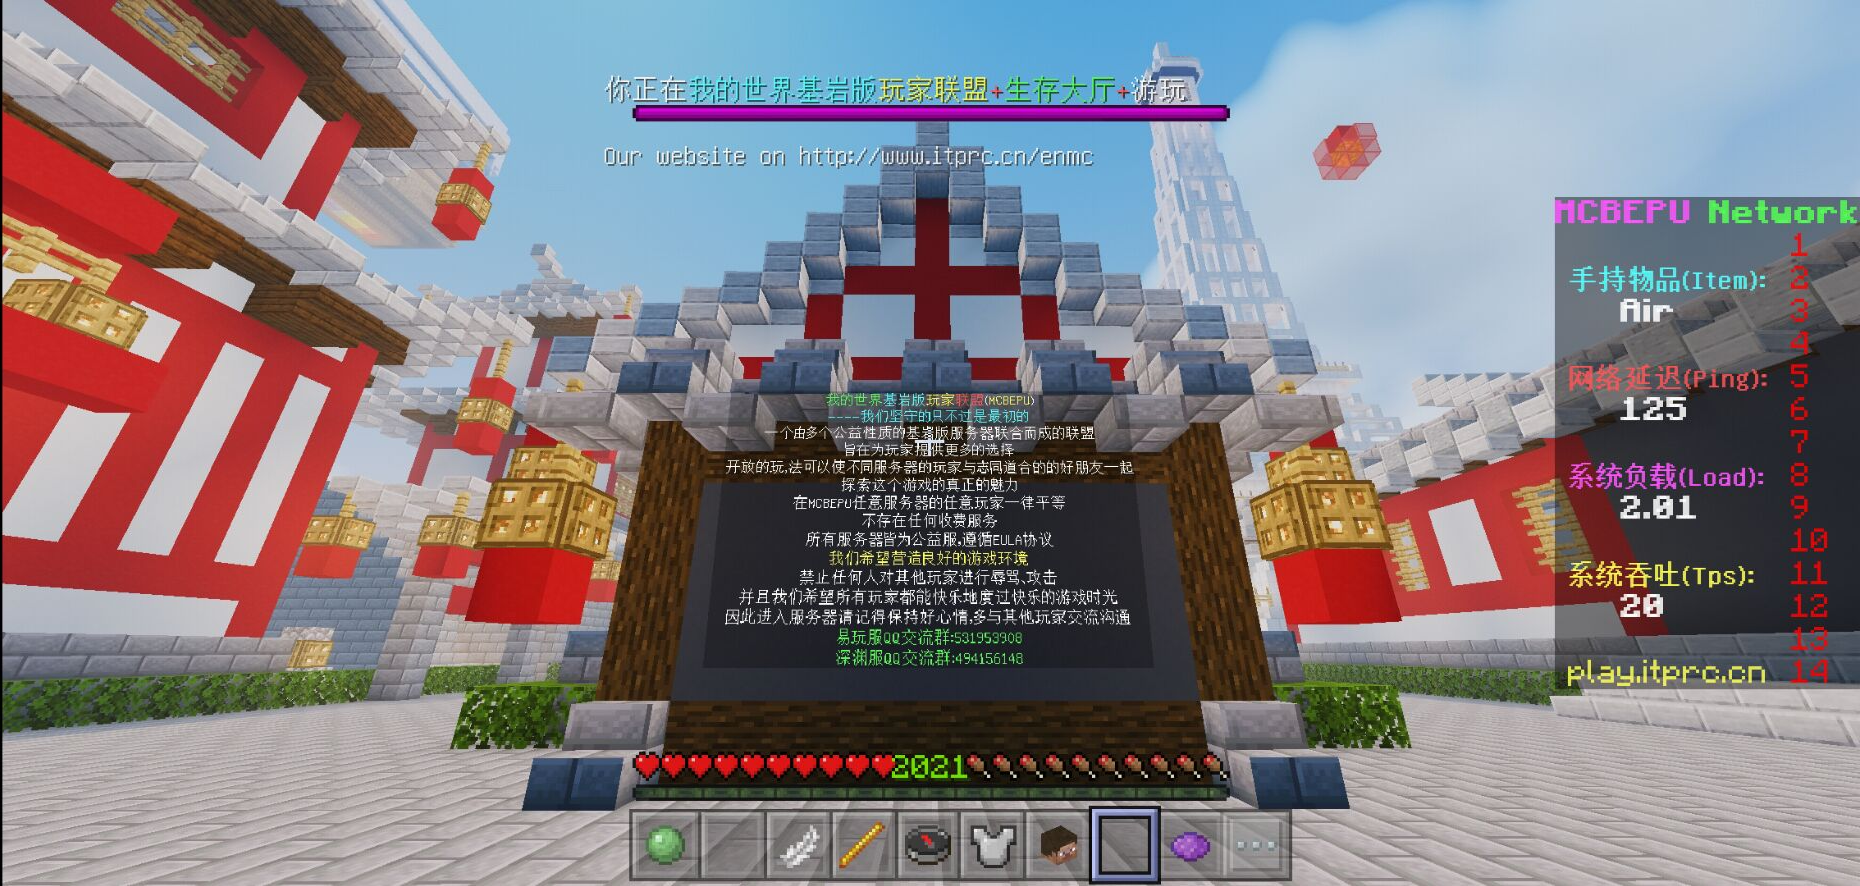 你正在我的世界基岩版玩家联盟+生存大厅+游玩
Our website on http://www.itprc.cn/enmc
MCBEPU Network
1
手持物品(Item): 2
Air 3
4
网络延迟(Ping): 5
125 6
7
系统负载(Load): 8
2.01 9
10
系统吞吐(Tps): 11
20 12
13
play.itprc.cn 14
我的世界基岩版玩家联盟(MCBEPU)
----我们坚守的只不过是最初的
一个由多个公益性质的基岩版服务器联合而成的联盟
旨在为玩家提供更多的选择
开放的玩,法可以使不同服务器的玩家与志同道合的的好朋友一起
探索这个游戏的真正的魅力
在MCBEPU任意服务器的任意玩家一律平等
不存在任何收费服务
所有服务器皆为公益服,遵循EULA协议
我们希望营造良好的游戏环境
禁止任何人对其他玩家进行辱骂,攻击
并且我们希望所有玩家都能快乐地度过快乐的游戏时光
因此进入服务器请记得保持好心情,多与其他玩家交流沟通
易玩服QQ交流群:531953908
深渊服QQ交流群:494156148
2021